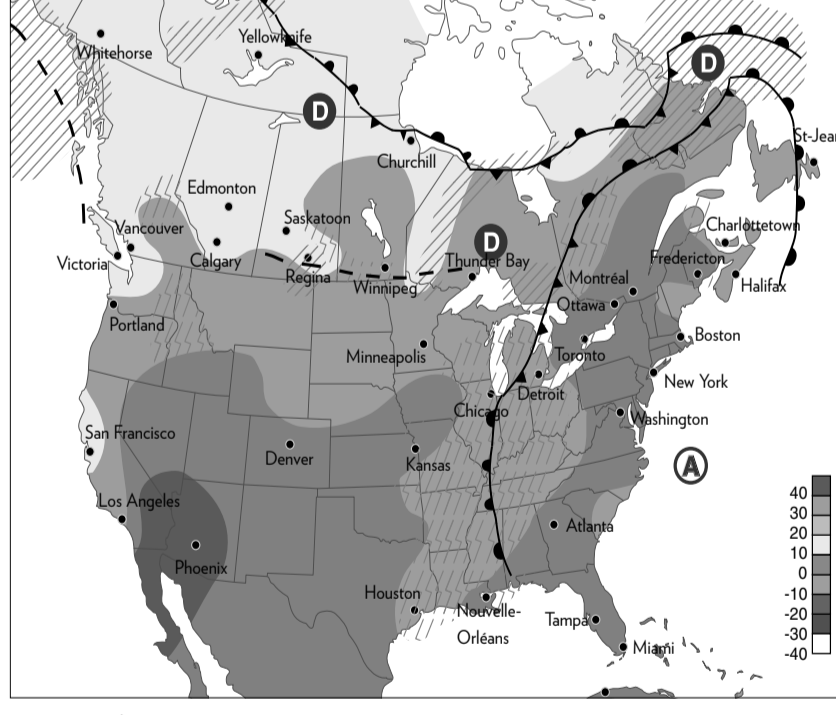 Whitehorse
Yellowknife
D
D
Churchill
St-Jean
Edmonton
Saskatoon
Vancouver
Victoria
Calgary
Regina
Winnipeg
D
Thunder Bay
Charlottetown
Fredericton
Halifax
Montréal
Ottawa
Portland
Minneapolis
Toronto
Boston
Detroit
New York
Chicago
Washington
San Francisco
Denver
Kansas
A
Los Angeles
Atlanta
Phoenix
Houston
Nouvelle-
Orléans
Tampa
Miami
40
30
20
10
0
-10
-20
-30
-40